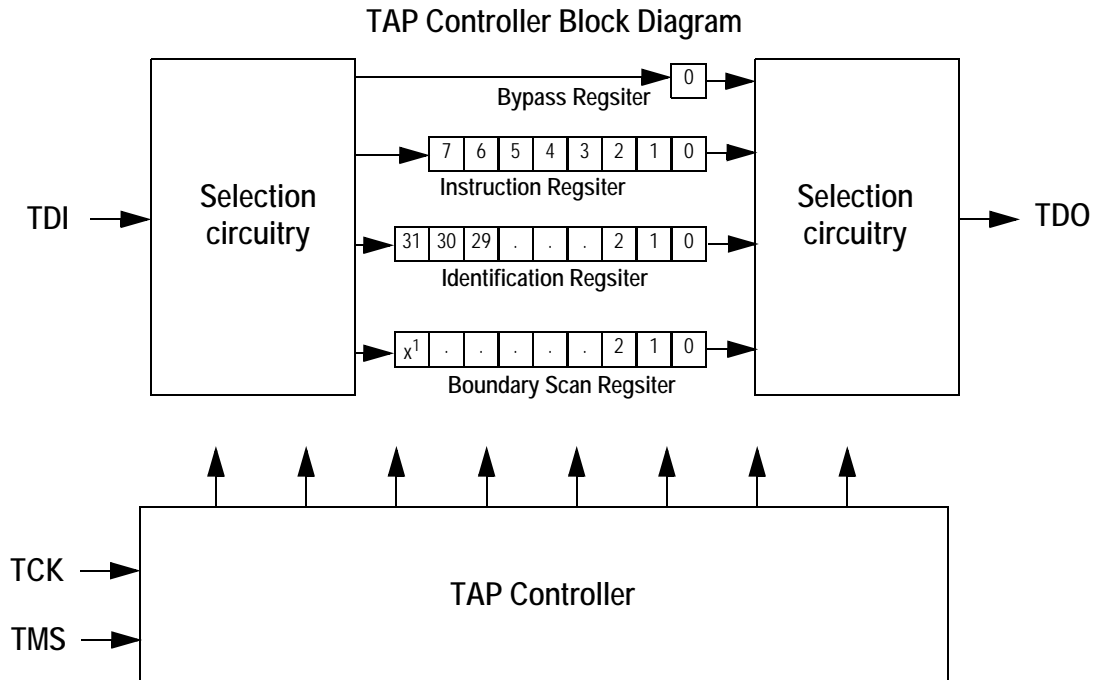 TAP Controller Block Diagram
0
Bypass Regsiter
7 6 5 4 3 2 1 0
Instruction Regsiter
Selection
circuitry
Selection
circuitry
TDI
TDO
31 30 29 . . . 2 1 0
Identification Regsiter
x1 . . . . . 2 1 0
Boundary Scan Regsiter
TCK
TAP Controller
TMS